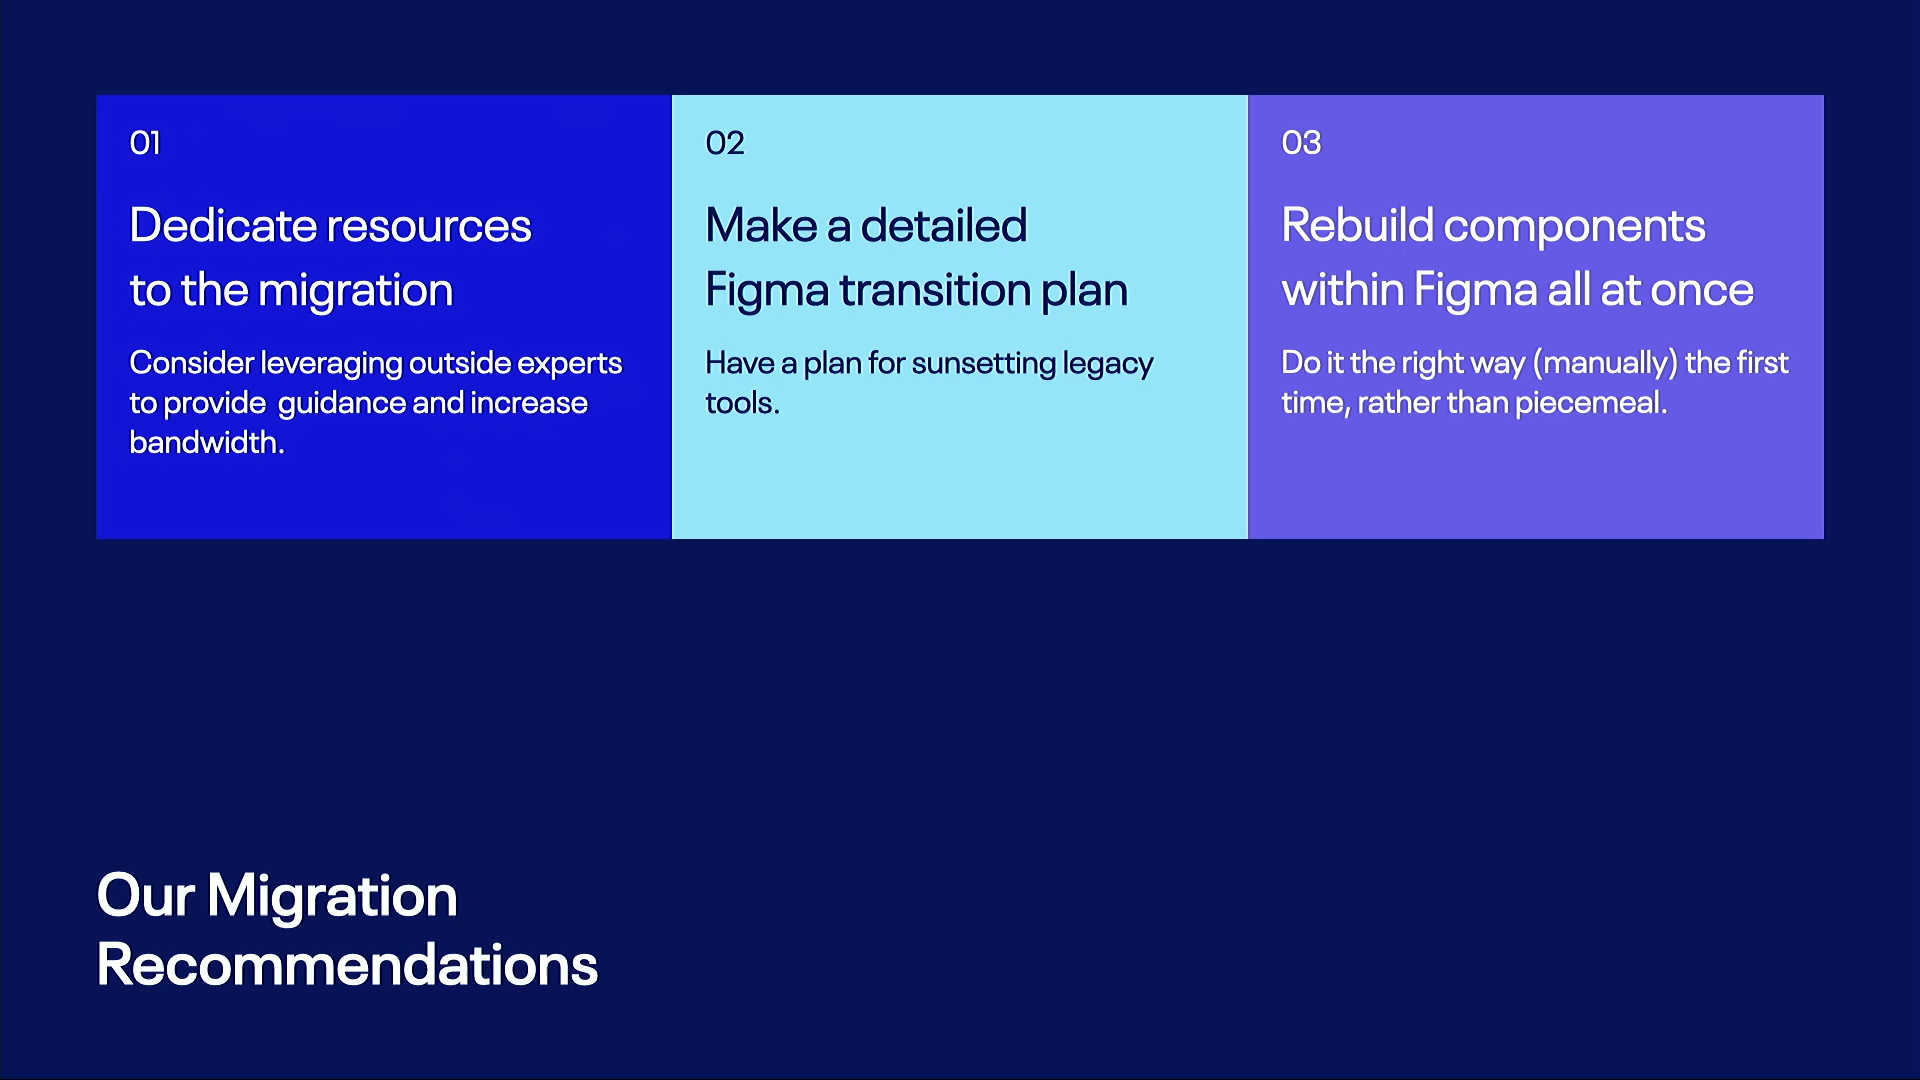 01
Dedicate resources
to the migration
Consider leveraging outside experts
to provide  guidance and increase
bandwidth.
02
Make a detailed
Figma transition plan
Have a plan for sunsetting legacy
tools.
03
Rebuild components
within Figma all at once
Do it the right way (manually) the first
time, rather than piecemeal.
Our Migration
Recommendations